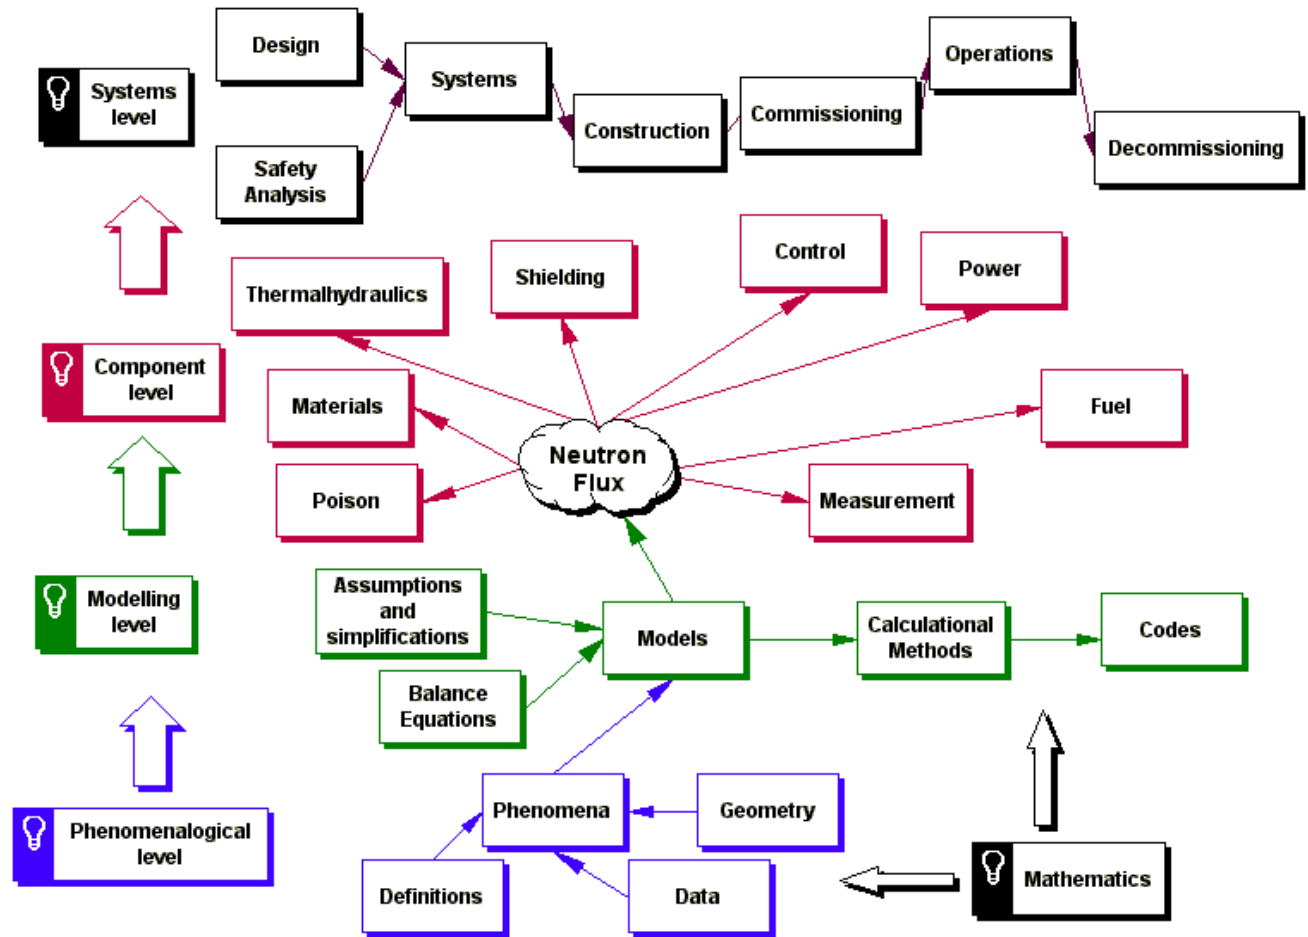 Design
Systems
level
Systems
Operations
Construction
Commissioning
Decommissioning
Safety
Analysis
Thermalhydraulics
Shielding
Control
Power
Component
level
Materials
Neutron
Flux
Fuel
Poison
Measurement
Modelling
level
Assumptions
and
simplifications
Models
Calculational
Methods
Codes
Balance
Equations
Phenomenalogical
level
Phenomena
Geometry
Definitions
Data
Mathematics